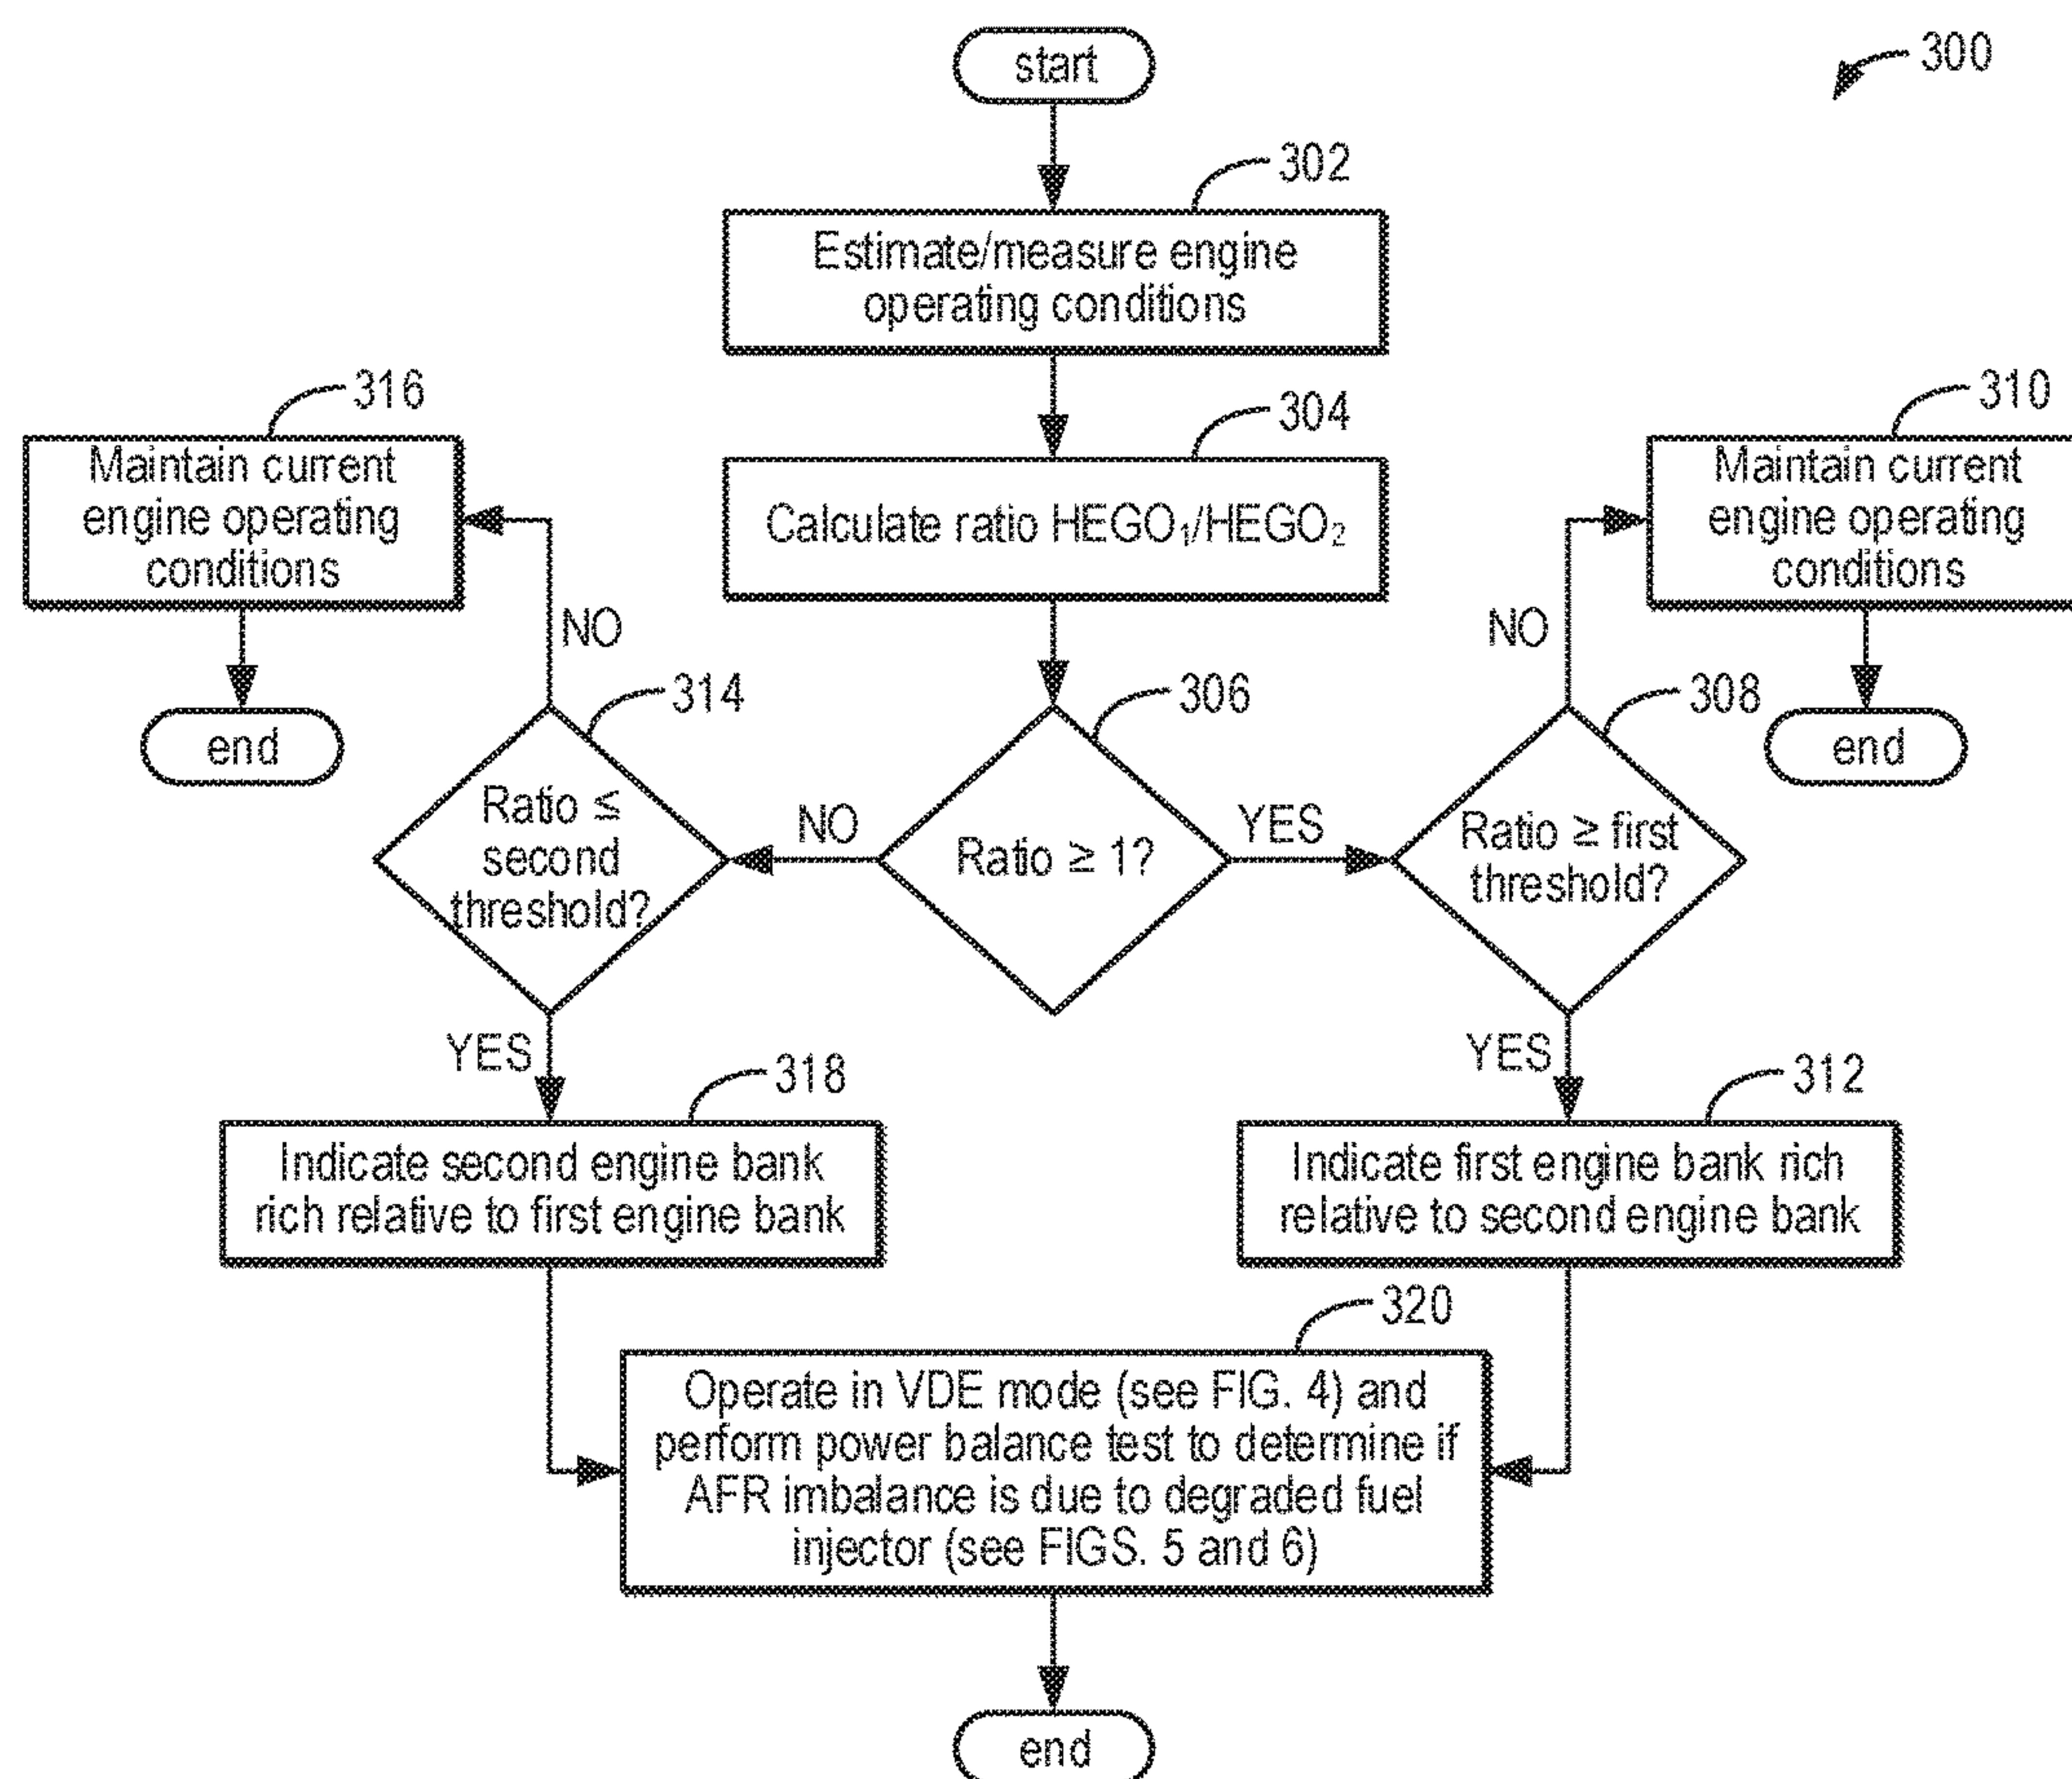 start
300
302
Estimate/measure engine
operating conditions
304
Calculate ratio HEGO₁/HEGO₂
316
Maintain current
engine operating
conditions
end
310
Maintain current
engine operating
conditions
end
NO
NO
314
Ratio ≤
second
threshold?
NO
306
Ratio ≥ 1?
YES
308
Ratio ≥ first
threshold?
YES
YES
318
Indicate second engine bank
rich relative to first engine bank
312
Indicate first engine bank rich
relative to second engine bank
320
Operate in VDE mode (see FIG. 4) and
perform power balance test to determine if
AFR imbalance is due to degraded fuel
injector (see FIGS. 5 and 6)
end